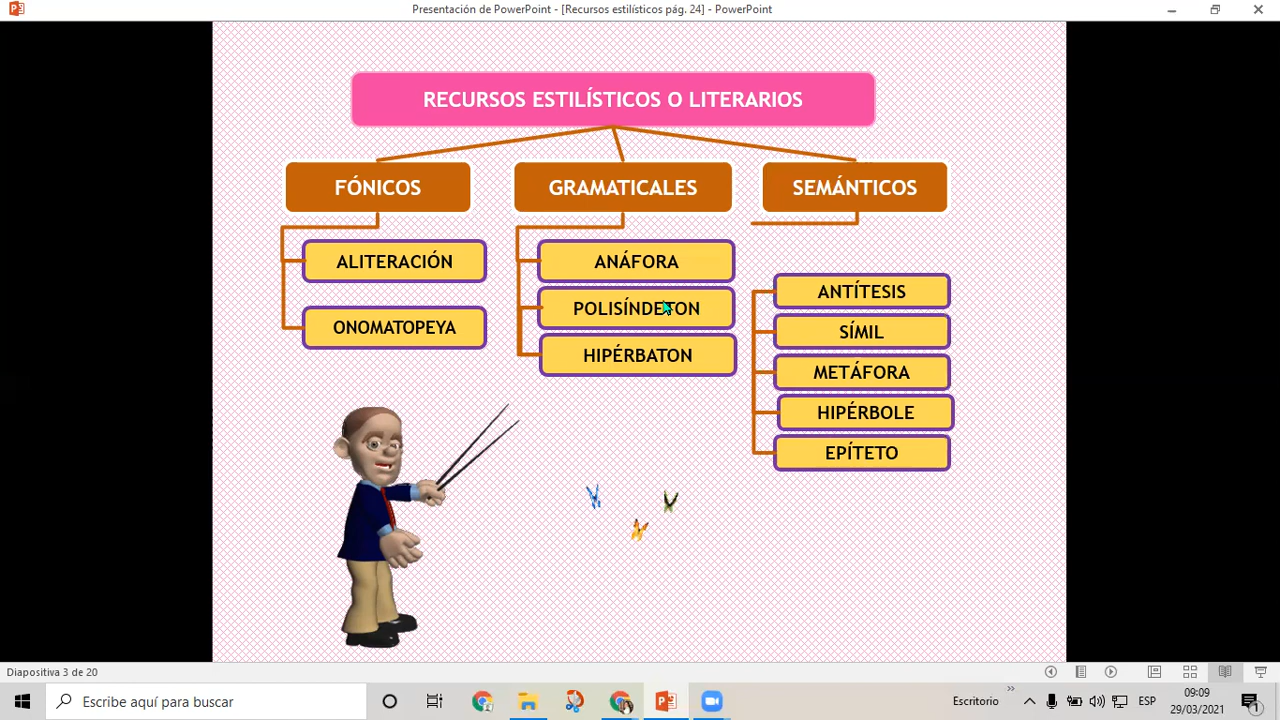 Presentación de PowerPoint - [Recursos estilísticos pág. 24] - PowerPoint
RECURSOS ESTILÍSTICOS O LITERARIOS
FÓNICOS
GRAMATICALES
SEMÁNTICOS
ALITERACIÓN
ONOMATOPEYA
ANÁFORA
POLISÍNDETON
HIPÉRBATON
ANTÍTESIS
SÍMIL
METÁFORA
HIPÉRBOLE
EPÍTETO
Diapositiva 3 de 20
Escribe aquí para buscar
Escritorio
ESP
09:09
29/03/2021